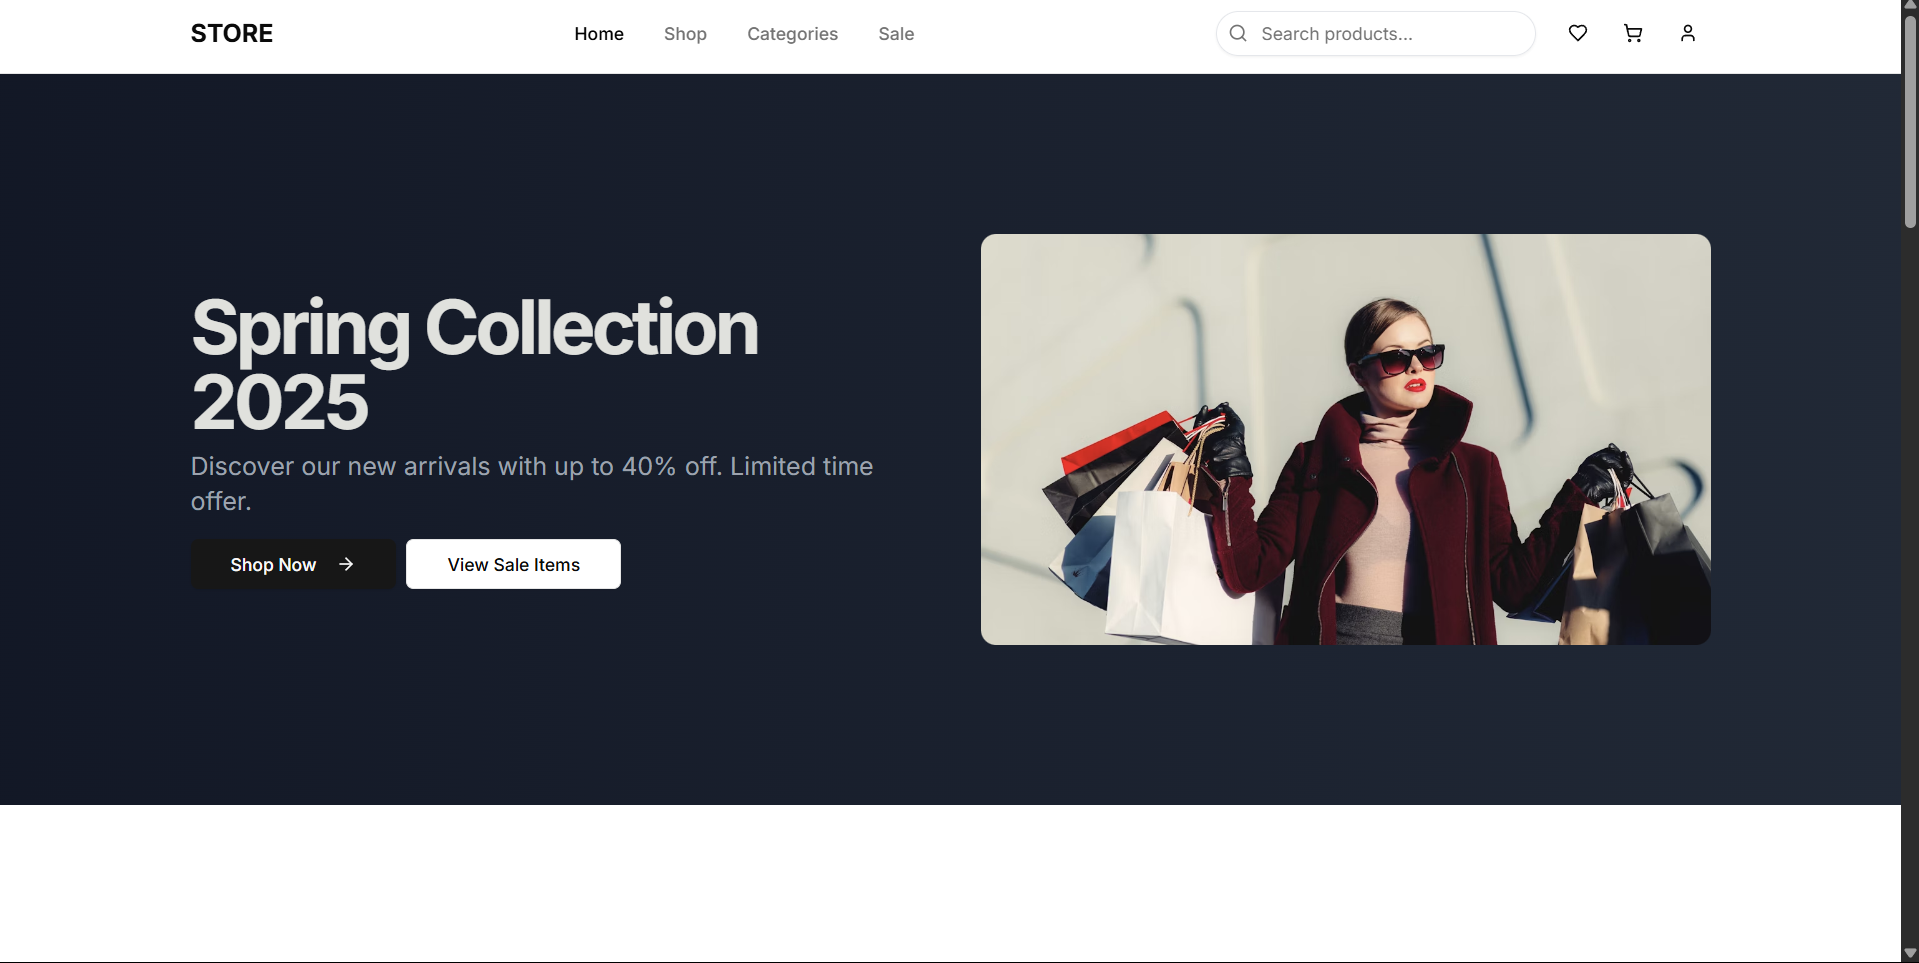 STORE
Home
Shop
Categories
Sale
Search products...
Spring Collection
2025
Discover our new arrivals with up to 40% off. Limited time
offer.
Shop Now
View Sale Items